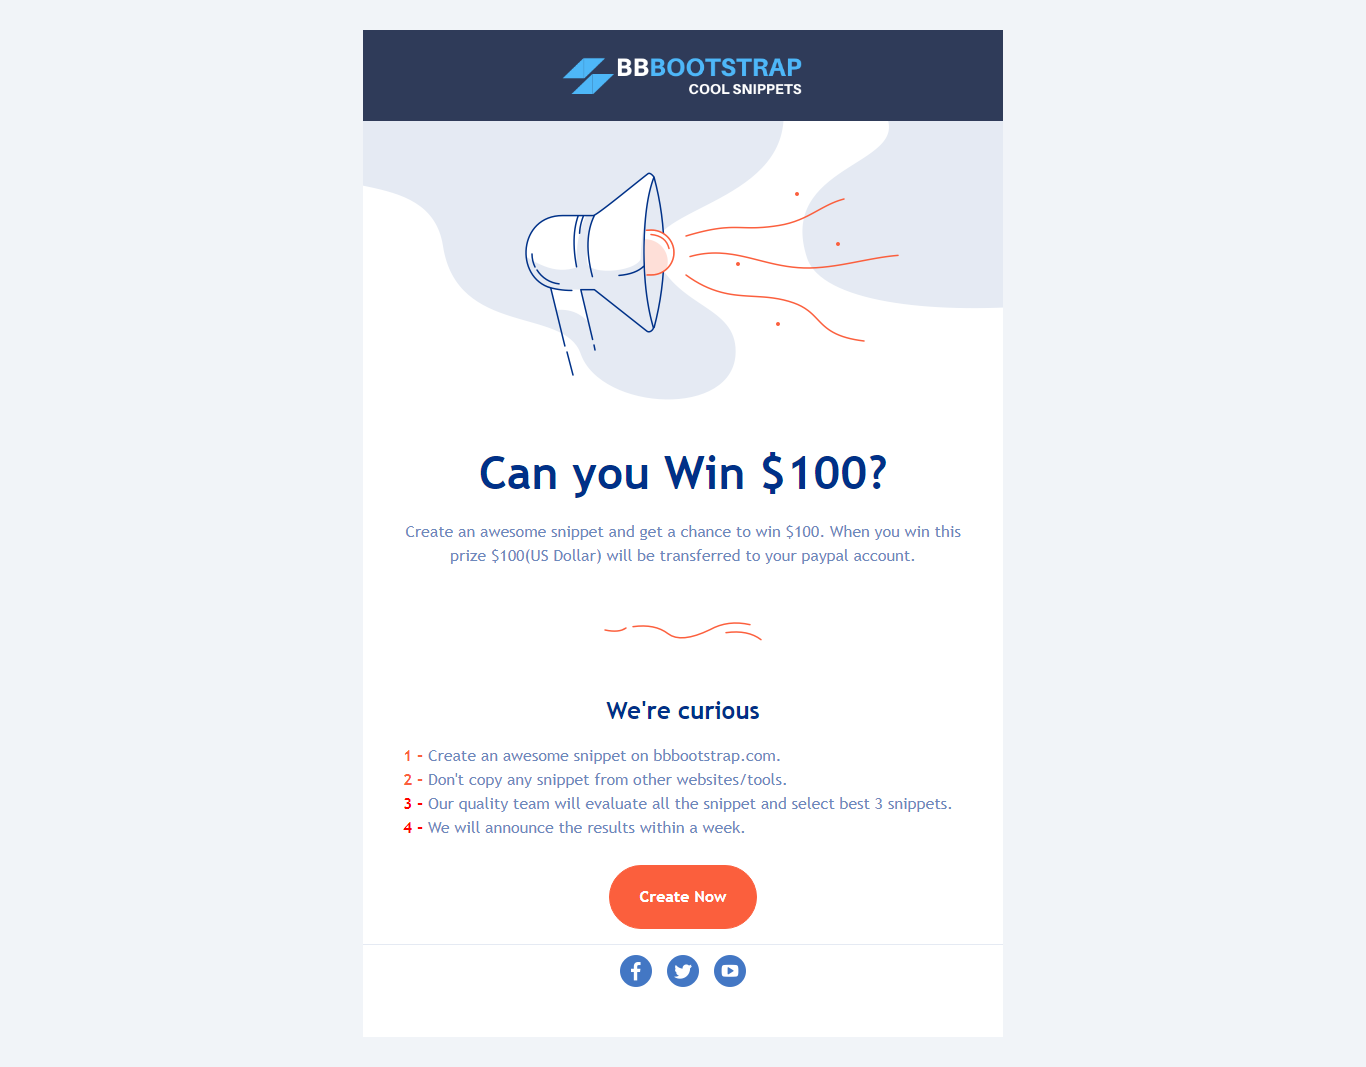 BBBOOTSTRAP
COOL SNIPPETS
Can you Win $100?
Create an awesome snippet and get a chance to win $100. When you win this
prize $100(US Dollar) will be transferred to your paypal account.
We're curious
1 - Create an awesome snippet on bbbootstrap.com.
2 - Don't copy any snippet from other websites/tools.
3 - Our quality team will evaluate all the snippet and select best 3 snippets.
4 - We will announce the results within a week.
Create Now